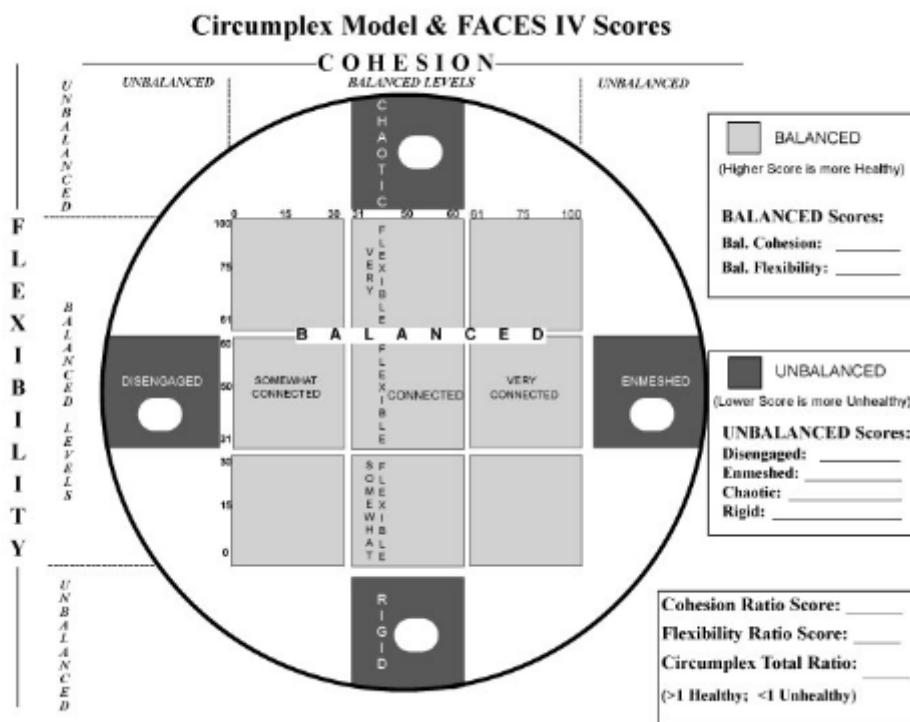 Circumplex Model & FACES IV Scores
COHESION
UNBALANCED
BALANCED LEVELS
UNBALANCED
UNBALANCED
FLEXIBILITY
BALANCED LEVELS
UNBALANCED
CHAOTIC
0 15 30 31 50 60 61 75 100
100
75
61
VERY
FLEXIBLE
BALANCED
60
50
31
DISENGAGED
SOMEWHAT
CONNECTED
FLEXIBLE
CONNECTED
VERY
CONNECTED
ENMESHED
30
15
0
SOMEWHAT
FLEXIBLE
RIGID
BALANCED
(Higher Score is more Healthy)
BALANCED Scores:
Bal. Cohesion:
Bal. Flexibility:
UNBALANCED
(Lower Score is more Unhealthy)
UNBALANCED Scores:
Disengaged:
Enmeshed:
Chaotic:
Rigid:
Cohesion Ratio Score:
Flexibility Ratio Score:
Circumplex Total Ratio:
(>1 Healthy; <1 Unhealthy)